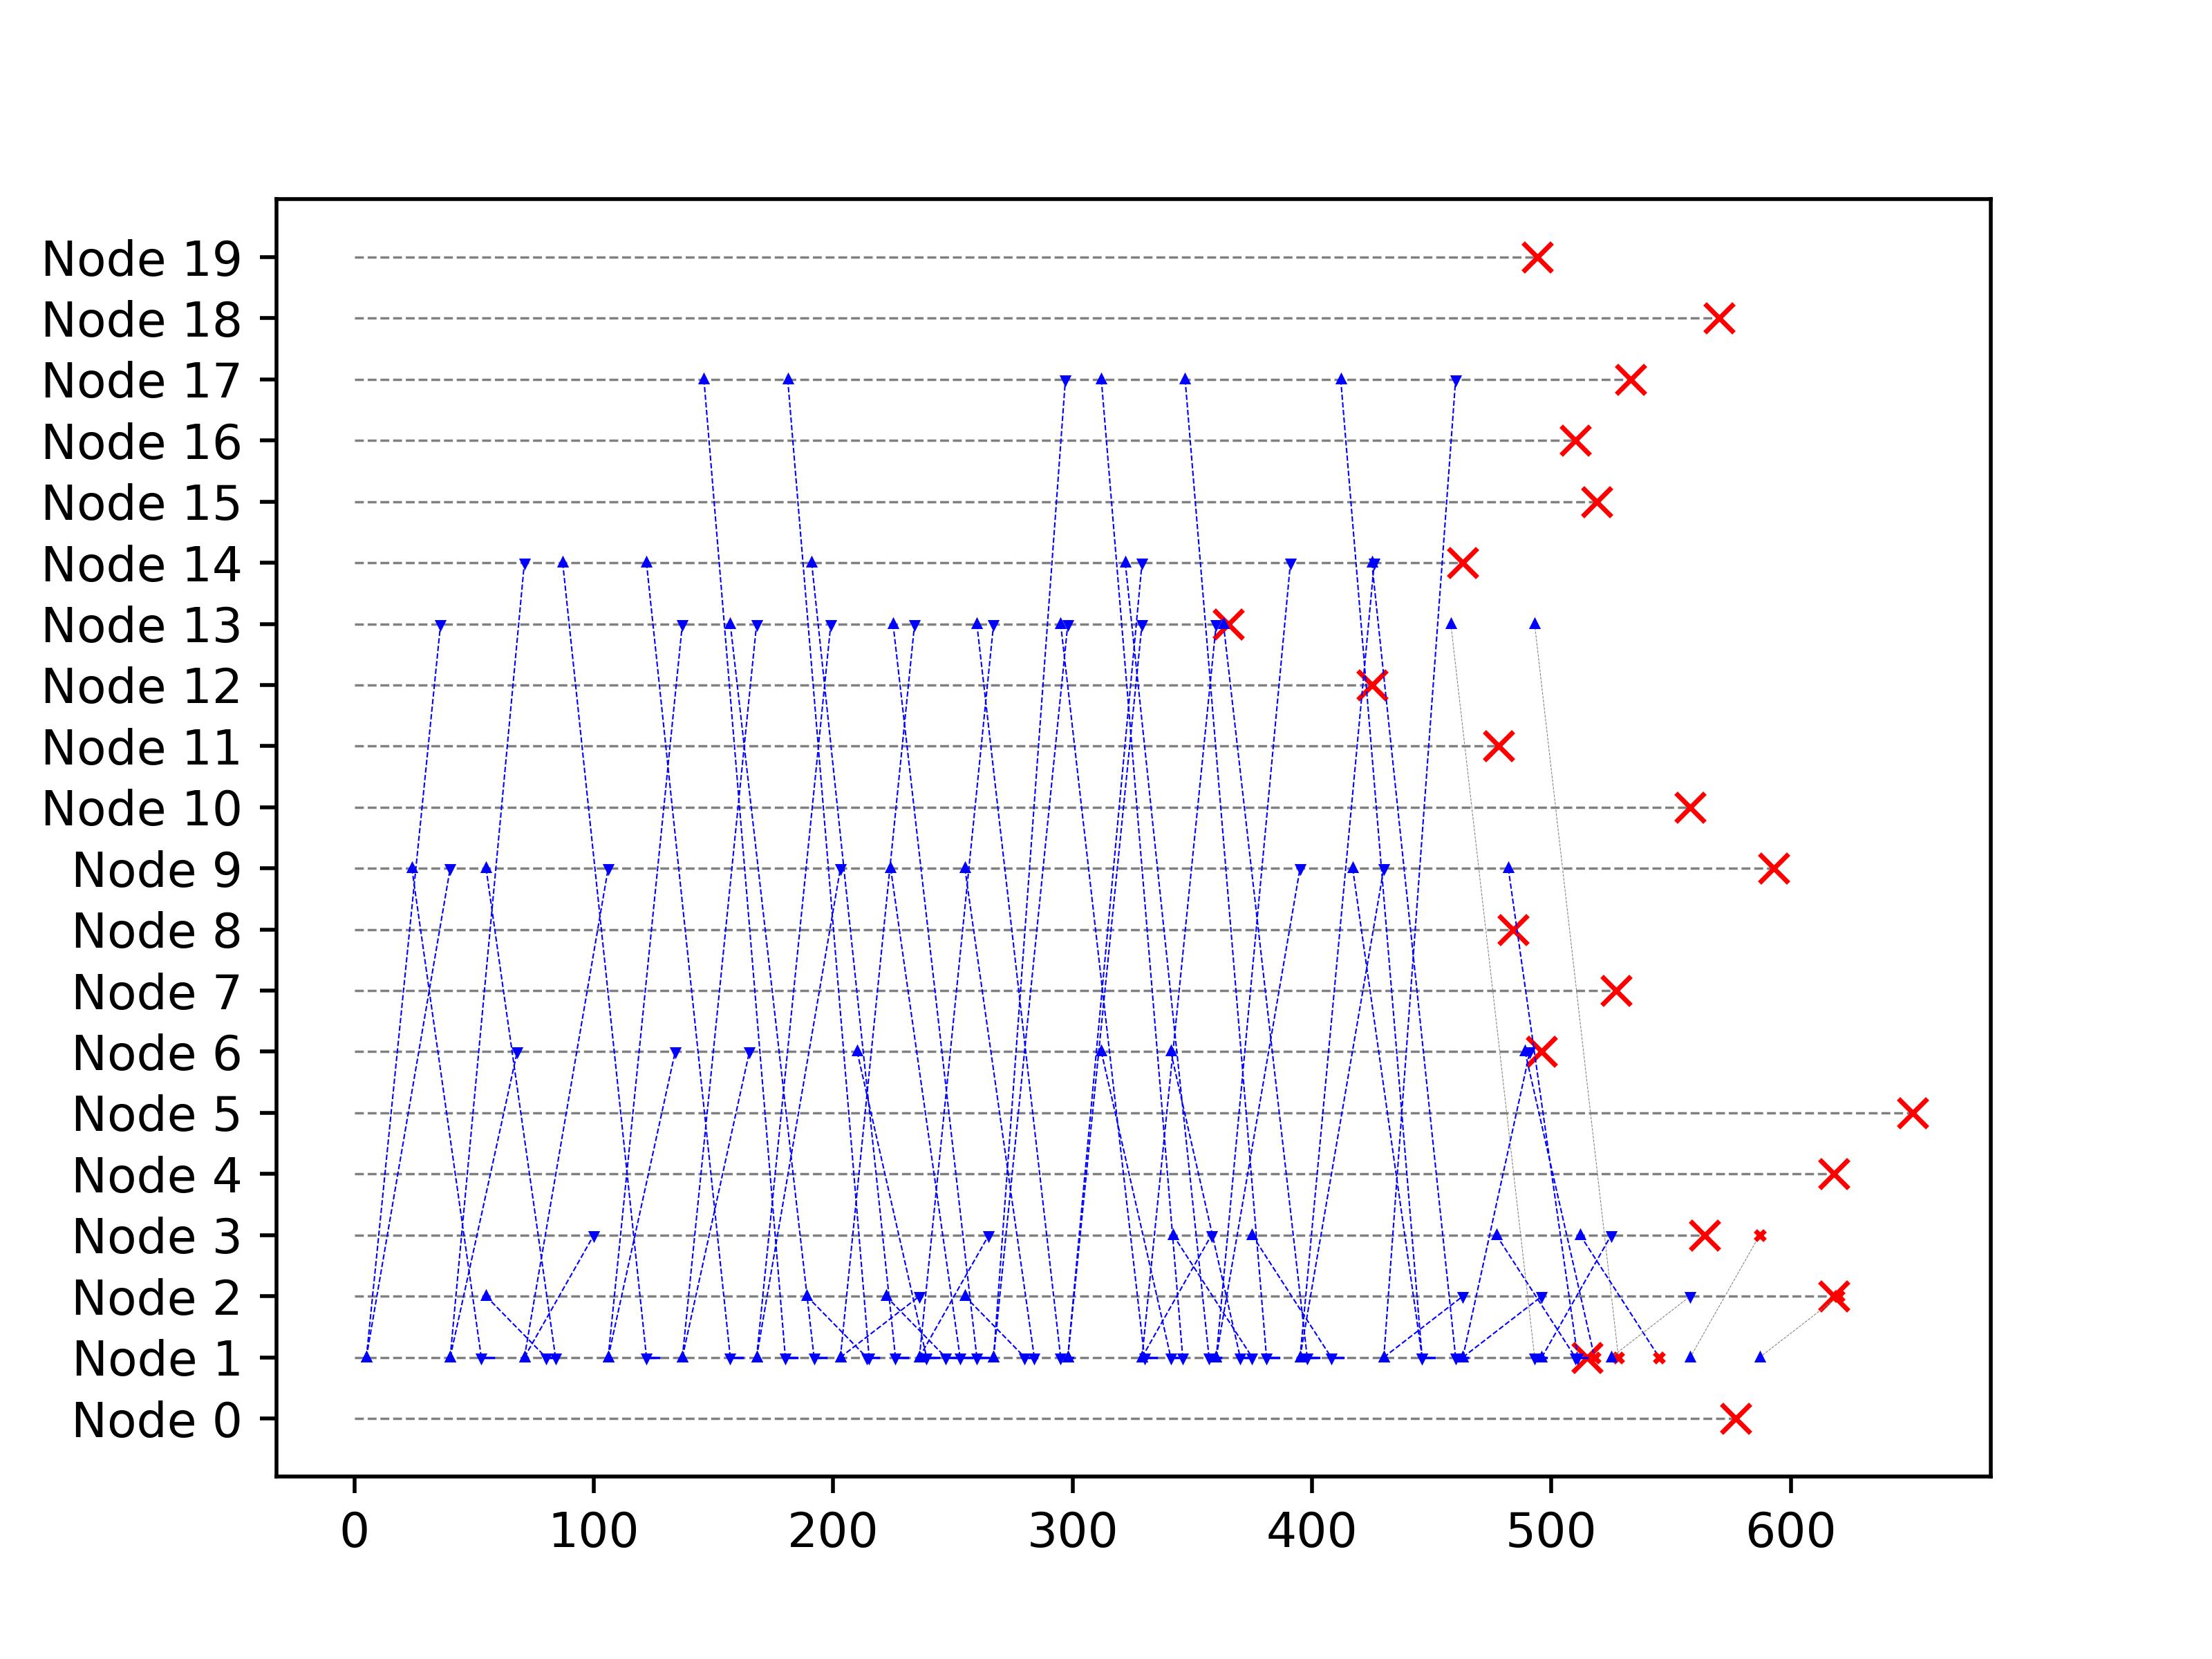 Node 19
Node 18
Node 17
Node 16
Node 15
Node 14
Node 13
Node 12
Node 11
Node 10
Node 9
Node 8
Node 7
Node 6
Node 5
Node 4
Node 3
Node 2
Node 1
Node 0
0 100 200 300 400 500 600